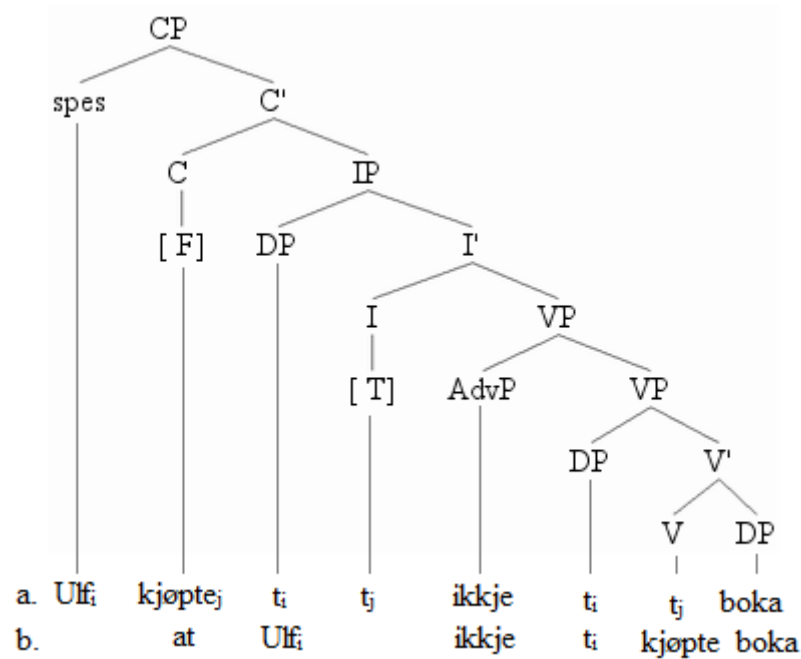 CP
spes C'
C IP
[ F] DP I'
I VP
[ T] AdvP VP
DP V'
V DP
a. Ulfᵢ kjøpteⱼ tᵢ tⱼ ikkje tᵢ tⱼ boka
b. at Ulfᵢ ikkje tᵢ kjøpte boka